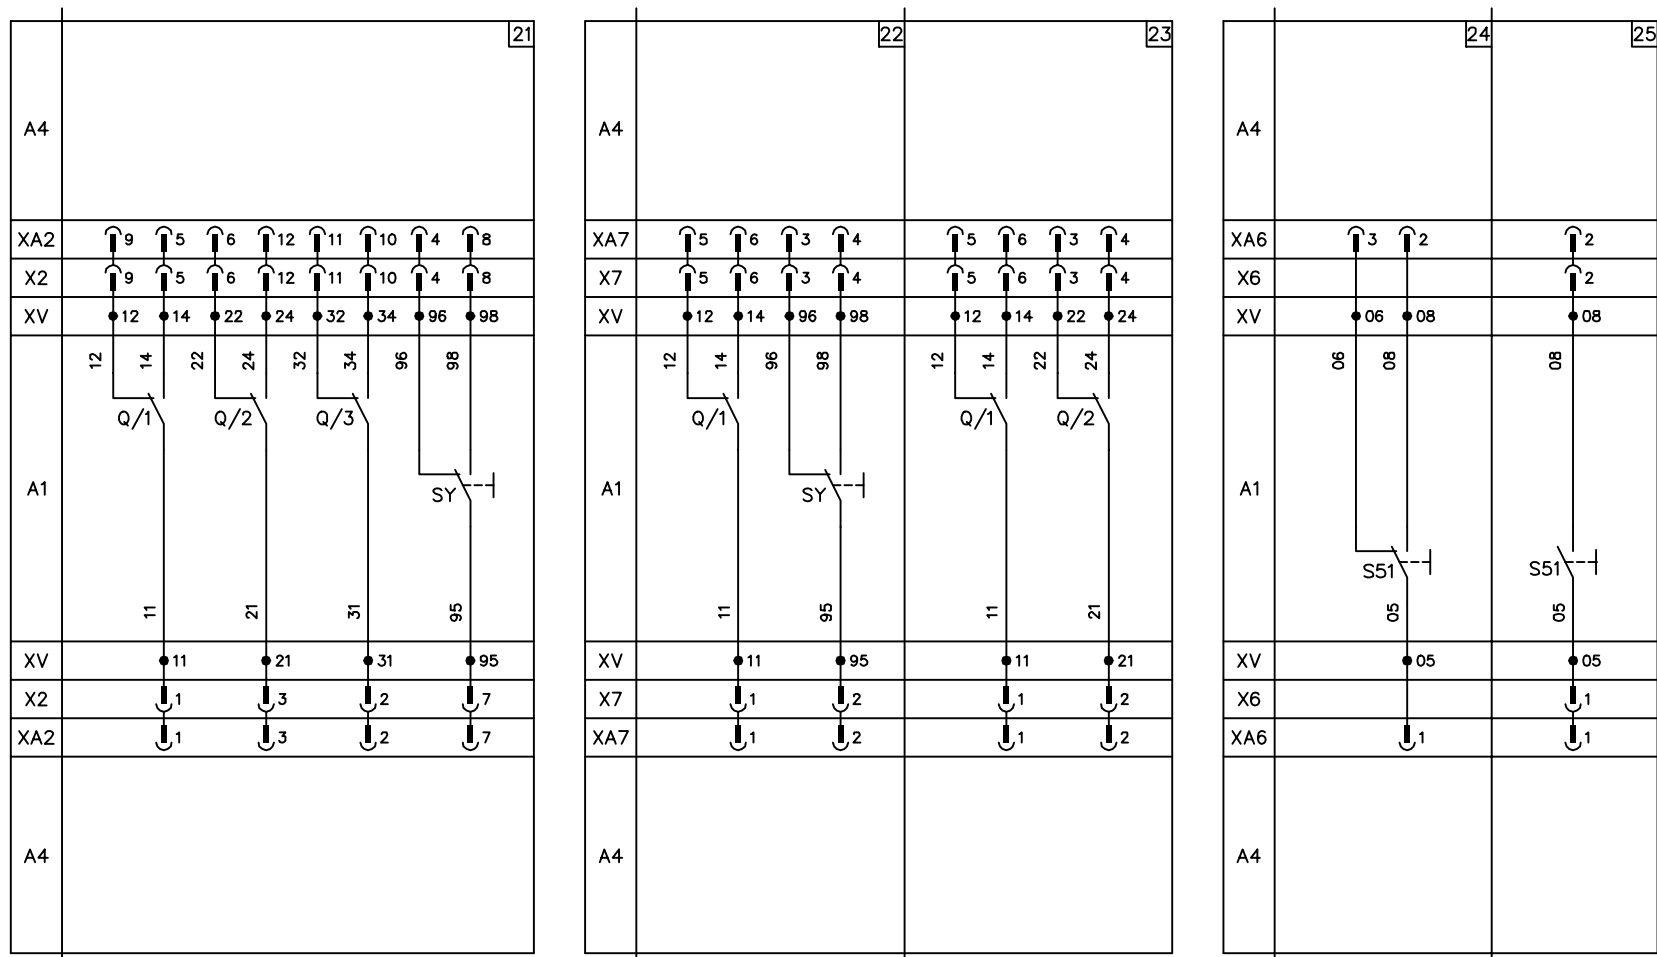 21 22 23 24 25
A4 A4 A4
XA2 9 5 6 12 11 10 4 8 XA7 5 6 3 4 5 6 3 4 XA6 3 2 2
X2 9 5 6 12 11 10 4 8 X7 5 6 3 4 5 6 3 4 X6 2
XV 12 14 22 24 32 34 96 98 XV 12 14 96 98 12 14 22 24 XV 06 08 08
12 14 22 24 32 34 96 98 12 14 96 98 12 14 22 24 06 08 08
Q/1 Q/2 Q/3 Q/1 Q/1 Q/2
A1 SY A1 SY A1
S51 S51
11 21 31 95 11 95 11 21 05 05
XV 11 21 31 95 XV 11 95 11 21 XV 05 05
X2 1 3 2 7 X7 1 2 1 2 X6 1
XA2 1 3 2 7 XA7 1 2 1 2 XA6 1 1
A4 A4 A4